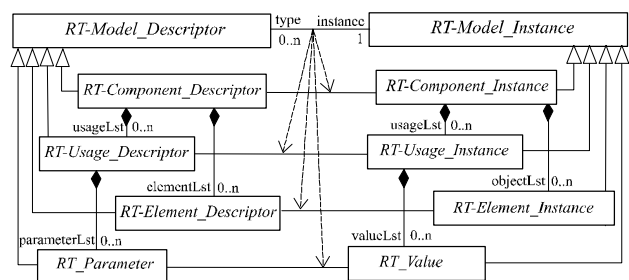 type instance
RT-Model_Descriptor RT-Model_Instance
0..n 1
RT-Component_Descriptor RT-Component_Instance
usageLst 0..n usageLst 0..n
RT-Usage_Descriptor RT-Usage_Instance
elementLst 0..n objectLst 0..n
RT-Element_Descriptor RT-Element_Instance
parameterLst 0..n valueLst 0..n
RT_Parameter RT_Value